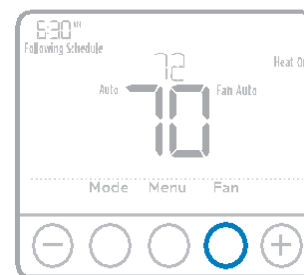 6:30 AM
Following Schedule
72
Heat On
Auto
70
Fan Auto
Mode Menu Fan
− +